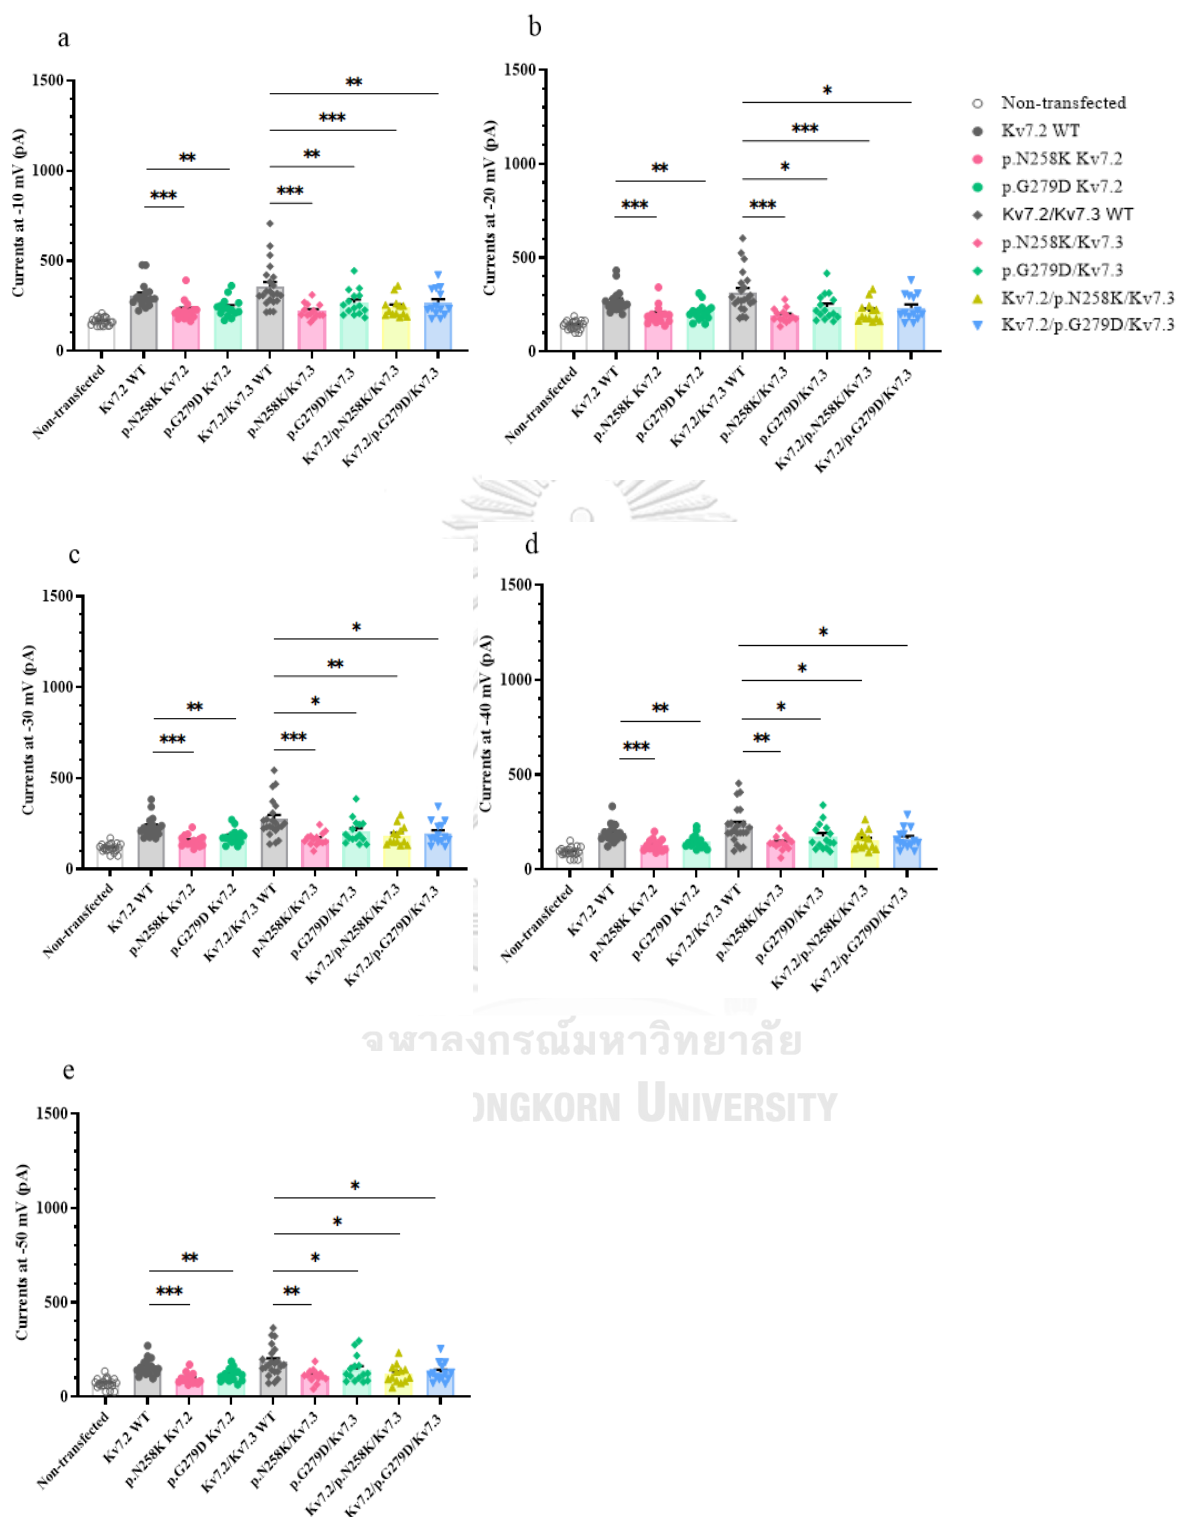 a
Currents at -10 mV (pA)
1500
1000
500
0
**
***
**
***
**
***
Non-transfected
Kv7.2 WT
p.N258K Kv7.2
p.G279D Kv7.2
Kv7.2/Kv7.3 WT
p.N258K/Kv7.3
p.G279D/Kv7.3
Kv7.2/p.N258K/Kv7.3
Kv7.2/p.G279D/Kv7.3
b
Currents at -20 mV (pA)
1500
1000
500
0
*
***
*
***
**
***
Non-transfected
Kv7.2 WT
p.N258K Kv7.2
p.G279D Kv7.2
Kv7.2/Kv7.3 WT
p.N258K/Kv7.3
p.G279D/Kv7.3
Kv7.2/p.N258K/Kv7.3
Kv7.2/p.G279D/Kv7.3
Non-transfected
Kv7.2 WT
p.N258K Kv7.2
p.G279D Kv7.2
Kv7.2/Kv7.3 WT
p.N258K/Kv7.3
p.G279D/Kv7.3
Kv7.2/p.N258K/Kv7.3
Kv7.2/p.G279D/Kv7.3
c
Currents at -30 mV (pA)
1500
1000
500
0
*
**
*
***
**
***
Non-transfected
Kv7.2 WT
p.N258K Kv7.2
p.G279D Kv7.2
Kv7.2/Kv7.3 WT
p.N258K/Kv7.3
p.G279D/Kv7.3
Kv7.2/p.N258K/Kv7.3
Kv7.2/p.G279D/Kv7.3
d
Currents at -40 mV (pA)
1500
1000
500
0
*
*
*
**
**
***
Non-transfected
Kv7.2 WT
p.N258K Kv7.2
p.G279D Kv7.2
Kv7.2/Kv7.3 WT
p.N258K/Kv7.3
p.G279D/Kv7.3
Kv7.2/p.N258K/Kv7.3
Kv7.2/p.G279D/Kv7.3
จุฬาลงกรณ์มหาวิทยาลัย
ONGKORN UNIVERSITY
e
Currents at -50 mV (pA)
1500
1000
500
0
*
*
*
**
**
***
Non-transfected
Kv7.2 WT
p.N258K Kv7.2
p.G279D Kv7.2
Kv7.2/Kv7.3 WT
p.N258K/Kv7.3
p.G279D/Kv7.3
Kv7.2/p.N258K/Kv7.3
Kv7.2/p.G279D/Kv7.3